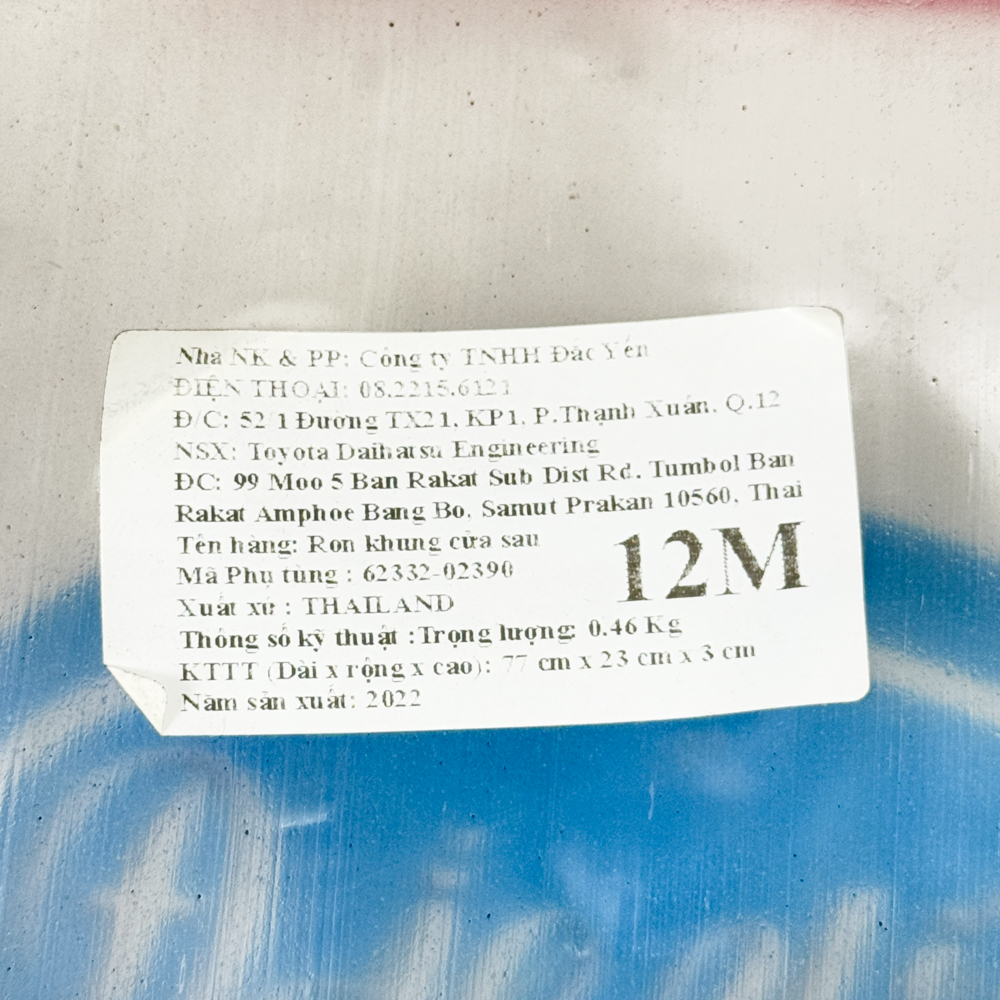 Nhà NK & PP: Công ty TNHH Đắc Yến
ĐIỆN THOẠI: 08.2215.6121
Đ/C: 52/1 Đường TX21, KP1, P.Thạnh Xuân, Q.12
NSX: Toyota Daihatsu Engineering
ĐC: 99 Moo 5 Ban Rakat Sub Dist Rd. Tumbol Ban
Rakat Amphoe Bang Bo, Samut Prakan 10560, Thai
Tên hàng: Ron khung cửa sau
Mã Phụ tùng : 62332-02390
12M
Xuất xứ : THAILAND
Thông số kỹ thuật :Trọng lượng: 0.46 Kg
KTTT (Dài x rộng x cao): 77 cm x 23 cm x 3 cm
Năm sản xuất: 2022